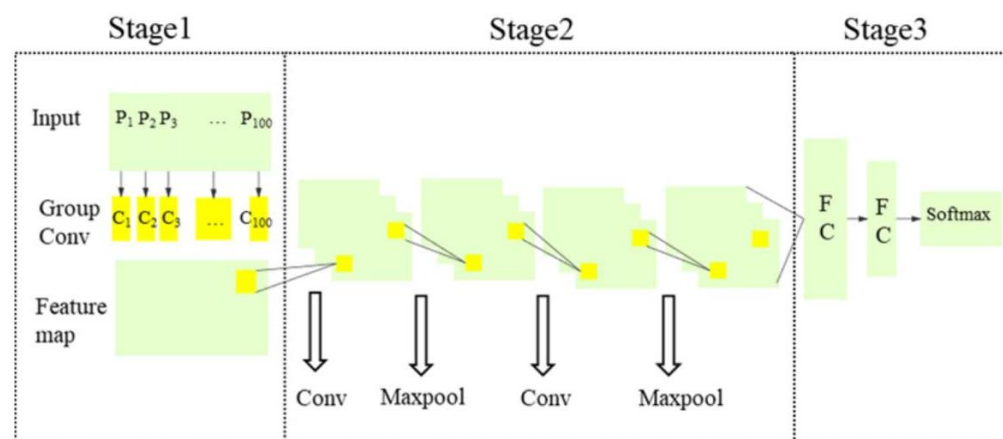 Stage1
Stage2
Stage3
Input
P1 P2 P3 ... P100
Group
Conv
C1 C2 C3 ... C100
Feature
map
Conv
Maxpool
Conv
Maxpool
F
C
F
C
Softmax